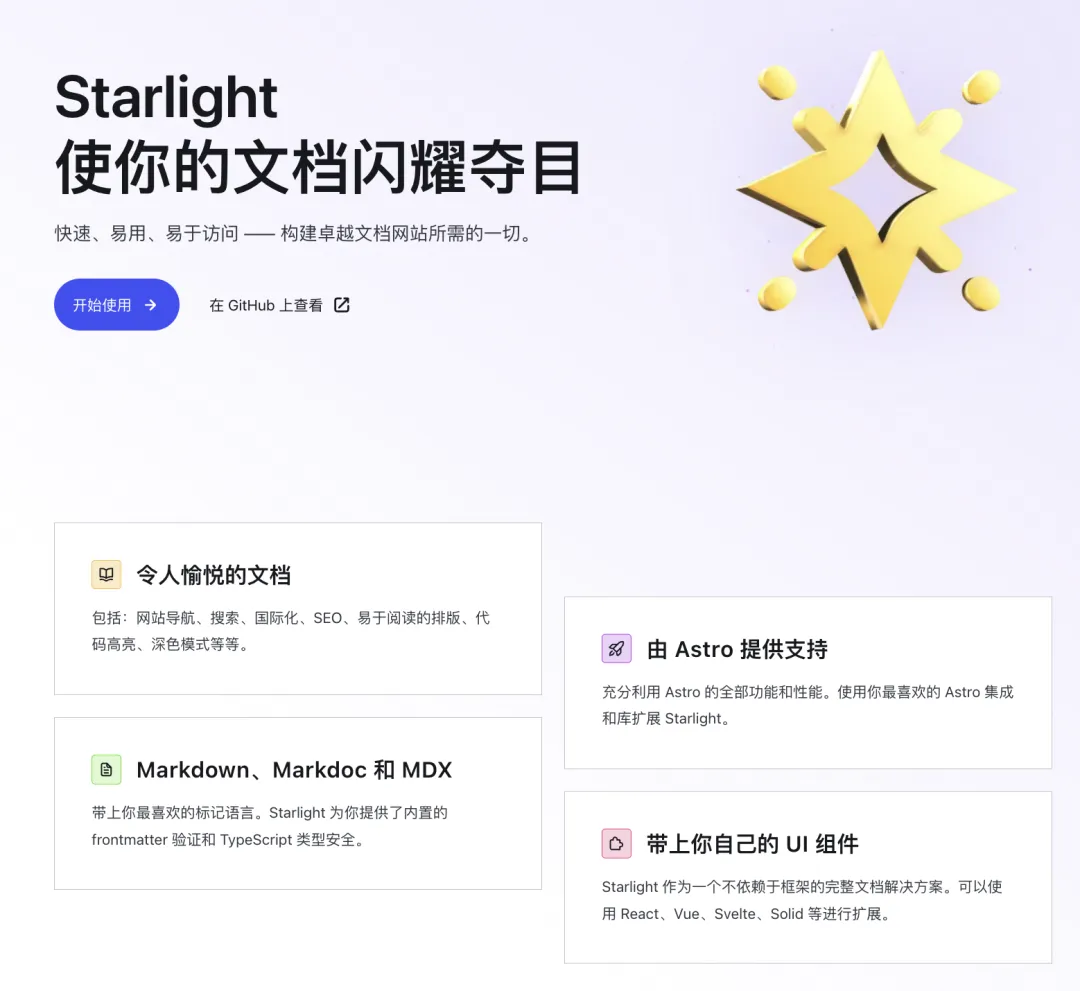 Starlight
使你的文档闪耀夺目
快速、易用、易于访问 —— 构建卓越文档网站所需的一切。
开始使用
在 GitHub 上查看
令人愉悦的文档
包括：网站导航、搜索、国际化、SEO、易于阅读的排版、代
码高亮、深色模式等等。
由 Astro 提供支持
充分利用 Astro 的全部功能和性能。使用你最喜欢的 Astro 集成
和库扩展 Starlight。
Markdown、Markdoc 和 MDX
带上你最喜欢的标记语言。Starlight 为你提供了内置的
frontmatter 验证和 TypeScript 类型安全。
带上你自己的 UI 组件
Starlight 作为一个不依赖于框架的完整文档解决方案。可以使
用 React、Vue、Svelte、Solid 等进行扩展。